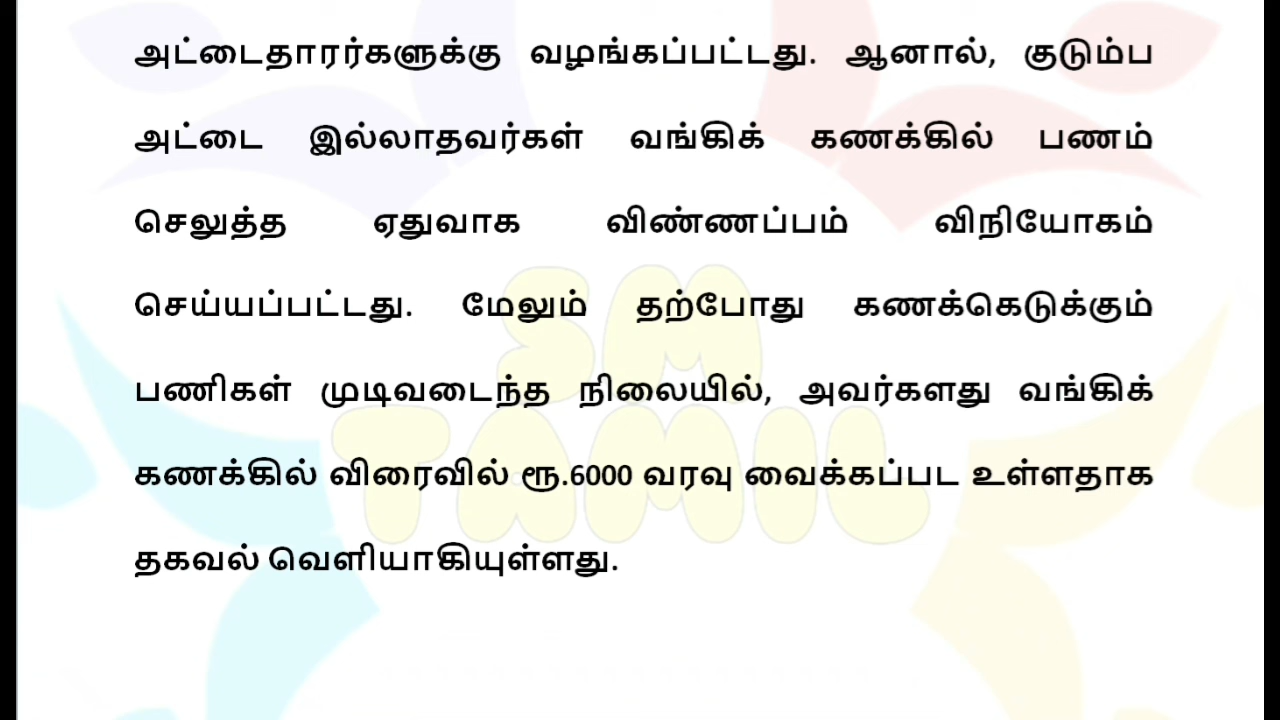 அட்டைதாரர்களுக்கு வழங்கப்பட்டது. ஆனால், குடும்ப
அட்டை இல்லாதவர்கள் வங்கிக் கணக்கில் பணம்
செலுத்த ஏதுவாக விண்ணப்பம் விநியோகம்
செய்யப்பட்டது. மேலும் தற்போது கணக்கெடுக்கும்
பணிகள் முடிவடைந்த நிலையில், அவர்களது வங்கிக்
கணக்கில் விரைவில் ரூ.6000 வரவு வைக்கப்பட உள்ளதாக
தகவல் வெளியாகியுள்ளது.
SM
TAMIL